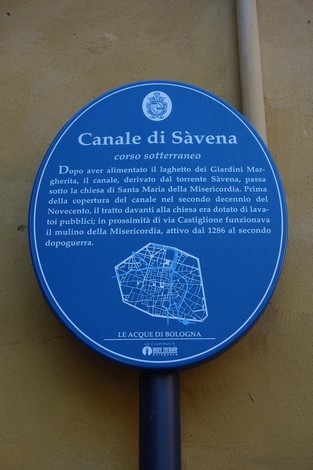 Canale di Sàvena
corso sotterraneo
Dopo aver alimentato il laghetto dei Giardini Mar-
gherita, il canale, derivato dal torrente Sàvena, passa
sotto la chiesa di Santa Maria della Misericordia. Prima
della copertura del canale nel secondo decennio del
Novecento, il tratto davanti alla chiesa era dotato di lava-
toi pubblici; in prossimità di via Castiglione funzionava
il mulino della Misericordia, attivo dal 1286 al secondo
dopoguerra.
LE ACQUE DI BOLOGNA